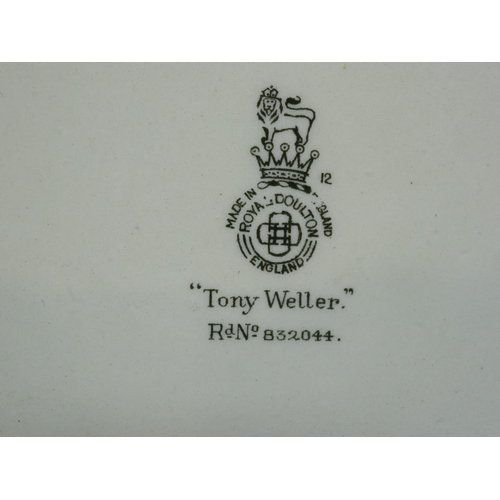 12
MADE IN ENGLAND
ROYAL DOULTON
ENGLAND
"Tony Weller."
RdNo 832044.